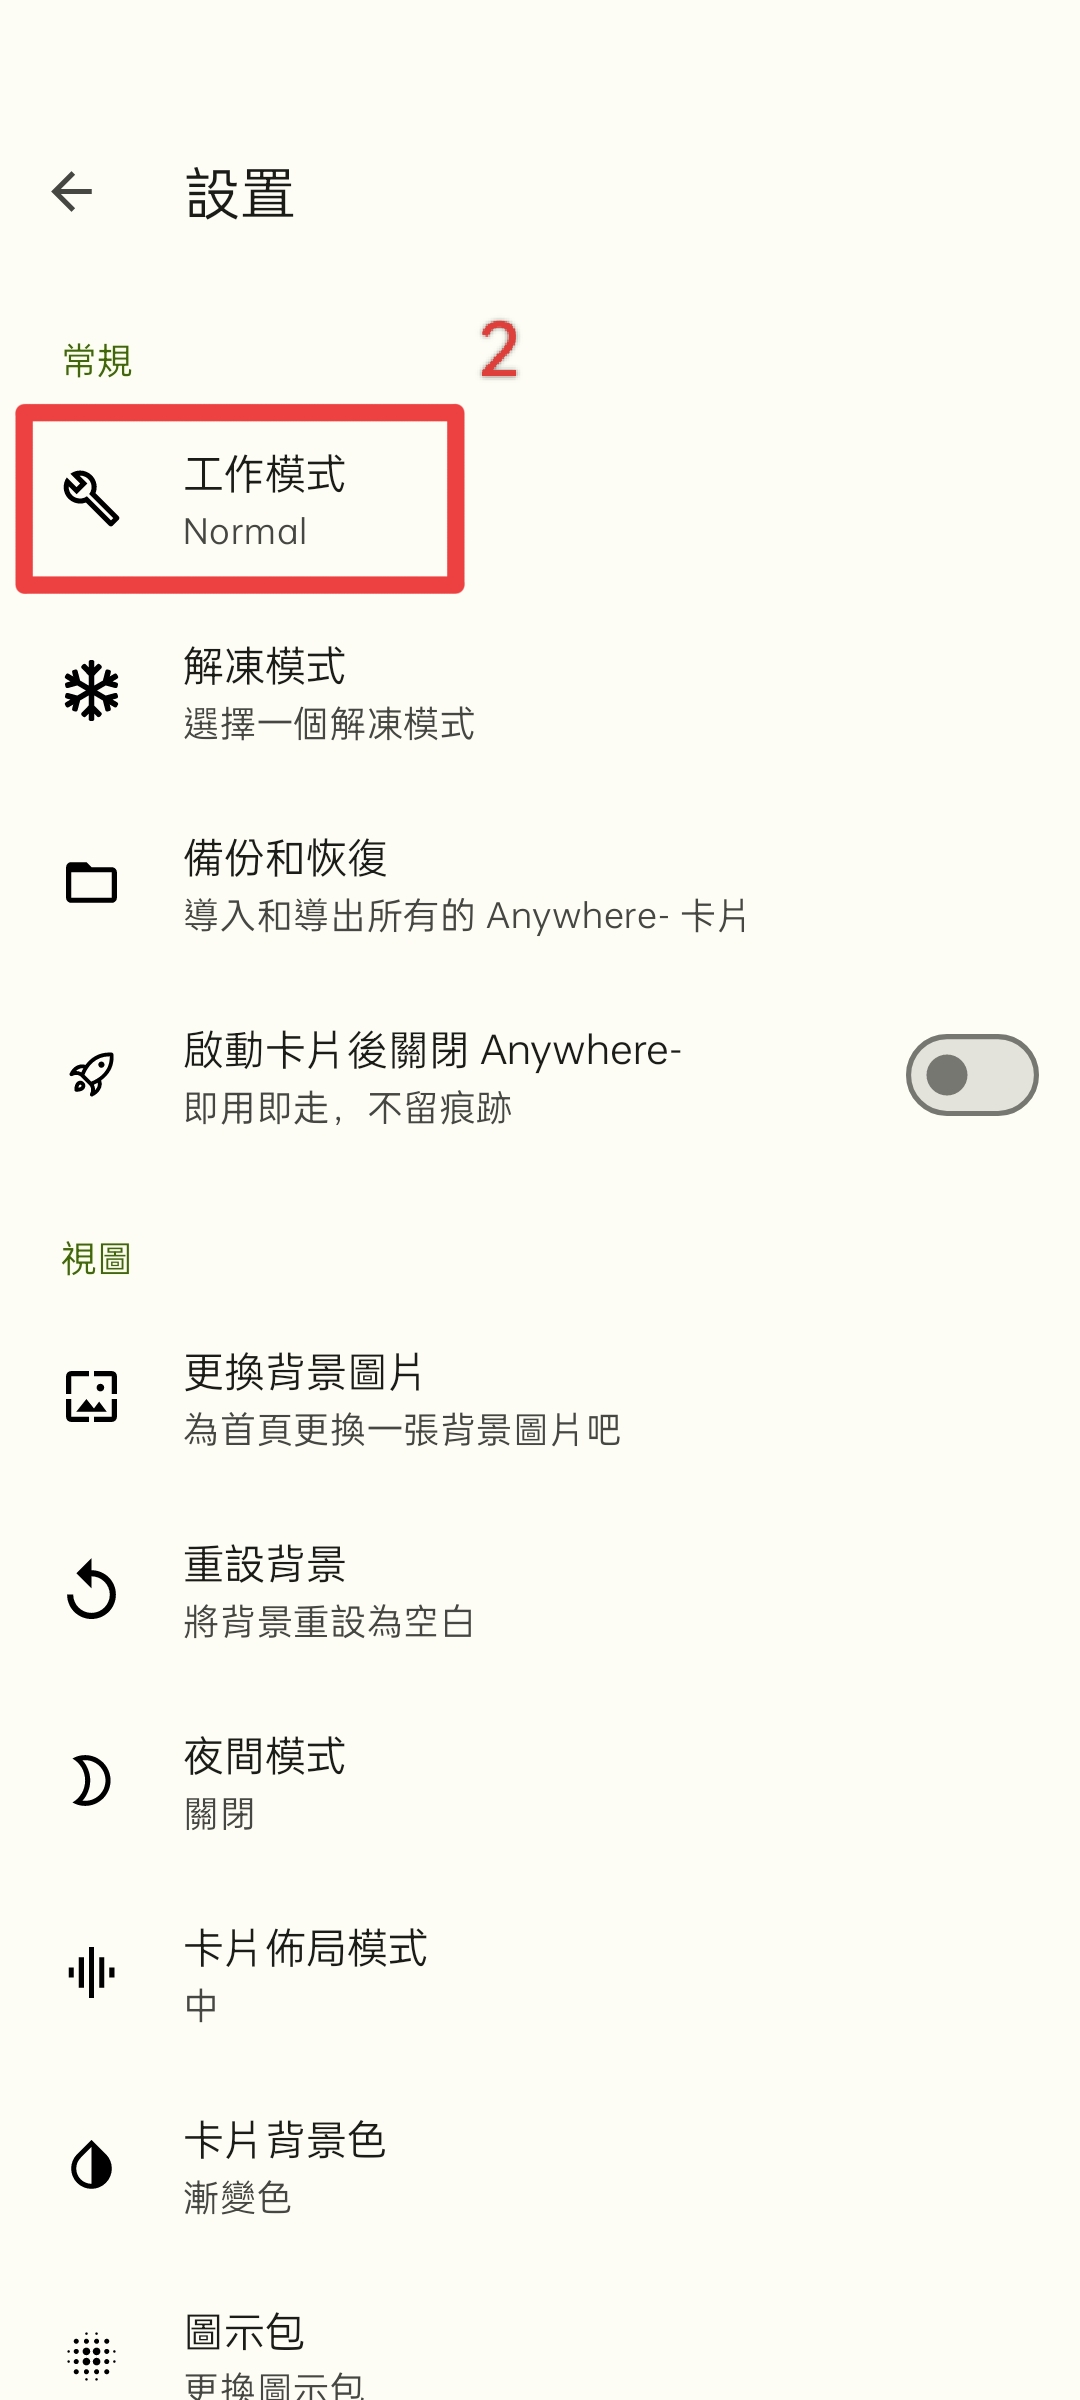 設置
常規
2
工作模式
Normal
解凍模式
選擇一個解凍模式
備份和恢復
導入和導出所有的 Anywhere- 卡片
啟動卡片後關閉 Anywhere-
即用即走，不留痕跡
視圖
更換背景圖片
為首頁更換一張背景圖片吧
重設背景
將背景重設為空白
夜間模式
關閉
卡片佈局模式
中
卡片背景色
漸變色
圖示包
更換圖示包